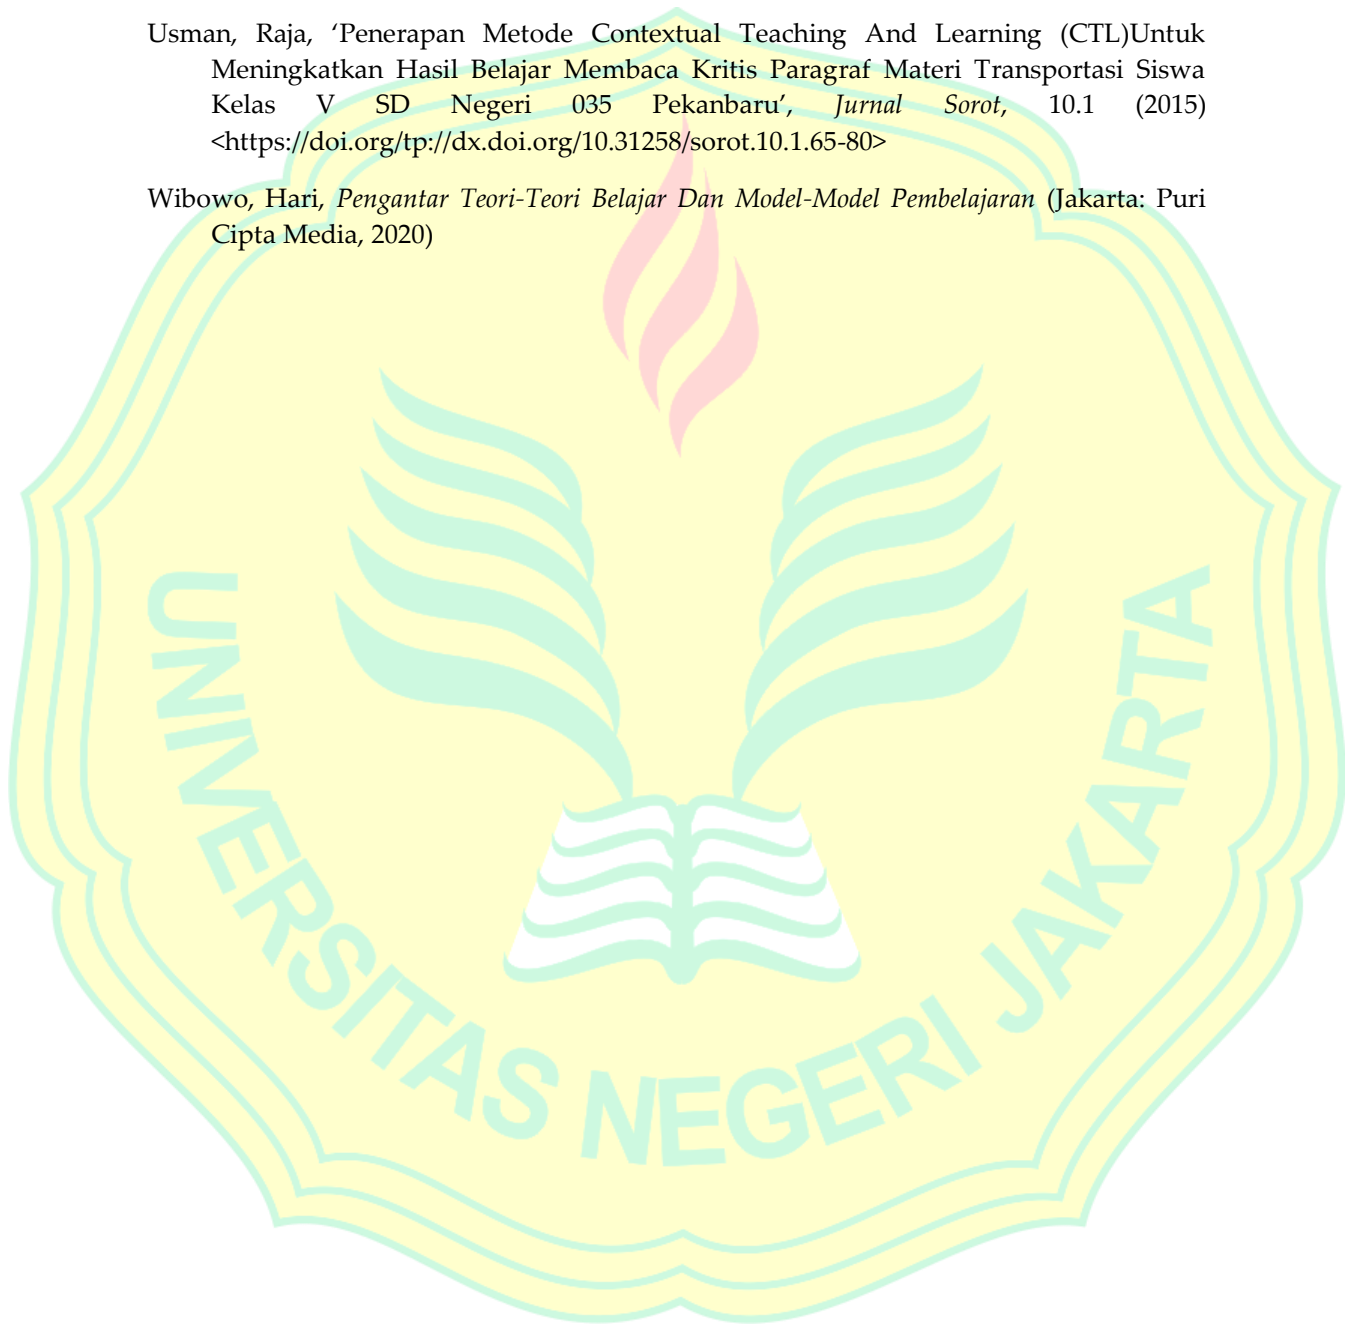 Usman, Raja, ‘Penerapan Metode Contextual Teaching And Learning (CTL)Untuk
Meningkatkan Hasil Belajar Membaca Kritis Paragraf Materi Transportasi Siswa
Kelas V SD Negeri 035 Pekanbaru’, Jurnal Sorot, 10.1 (2015)
<https://doi.org/tp://dx.doi.org/10.31258/sorot.10.1.65-80>
Wibowo, Hari, Pengantar Teori-Teori Belajar Dan Model-Model Pembelajaran (Jakarta: Puri
Cipta Media, 2020)
UNIVERSITAS NEGERI JAKARTA